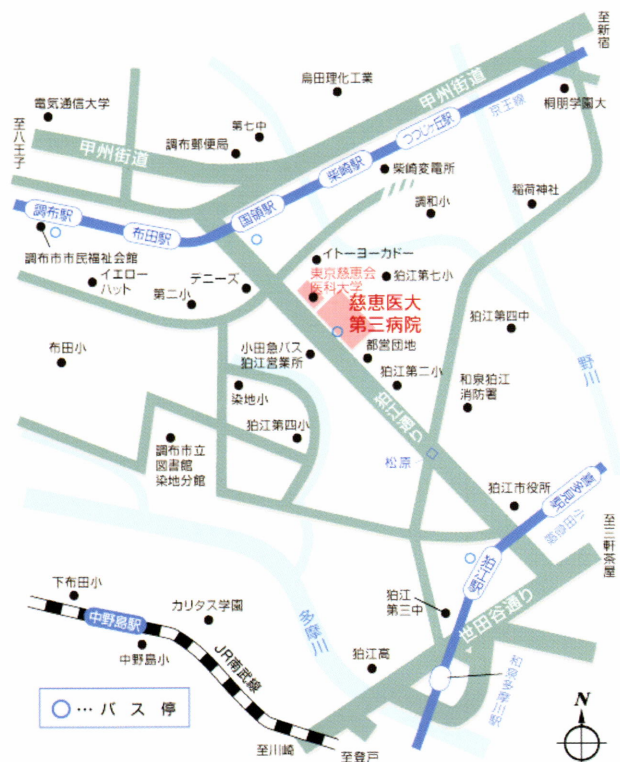 至新宿
烏田理化工業
甲州街道
京王線
桐朋学園大
電気通信大学
至八王子
第七中
調布郵便局
甲州街道
つつじヶ丘駅
柴崎駅
柴崎変電所
稲荷神社
調和小
国領駅
調布駅
布田駅
調布市市民福祉会館
イエロー
ハット
デニーズ
第二小
イトーヨーカドー
東京慈恵会
医科大学
狛江第七小
慈恵医大
第三病院
狛江第四中
野川
布田小
小田急バス
狛江営業所
都営団地
狛江第二小
和泉狛江
消防署
染地小
狛江第四小
狛江通り
調布市立
図書館
染地分館
松原
狛江市役所
喜多見駅
小田急線
至三軒茶屋
狛江駅
下布田小
カリタス学園
中野島駅
中野島小
JR南武線
多摩川
狛江
第三中
世田谷通り
狛江高
和泉多摩川駅
○…バス停
至川崎
至登戸
N